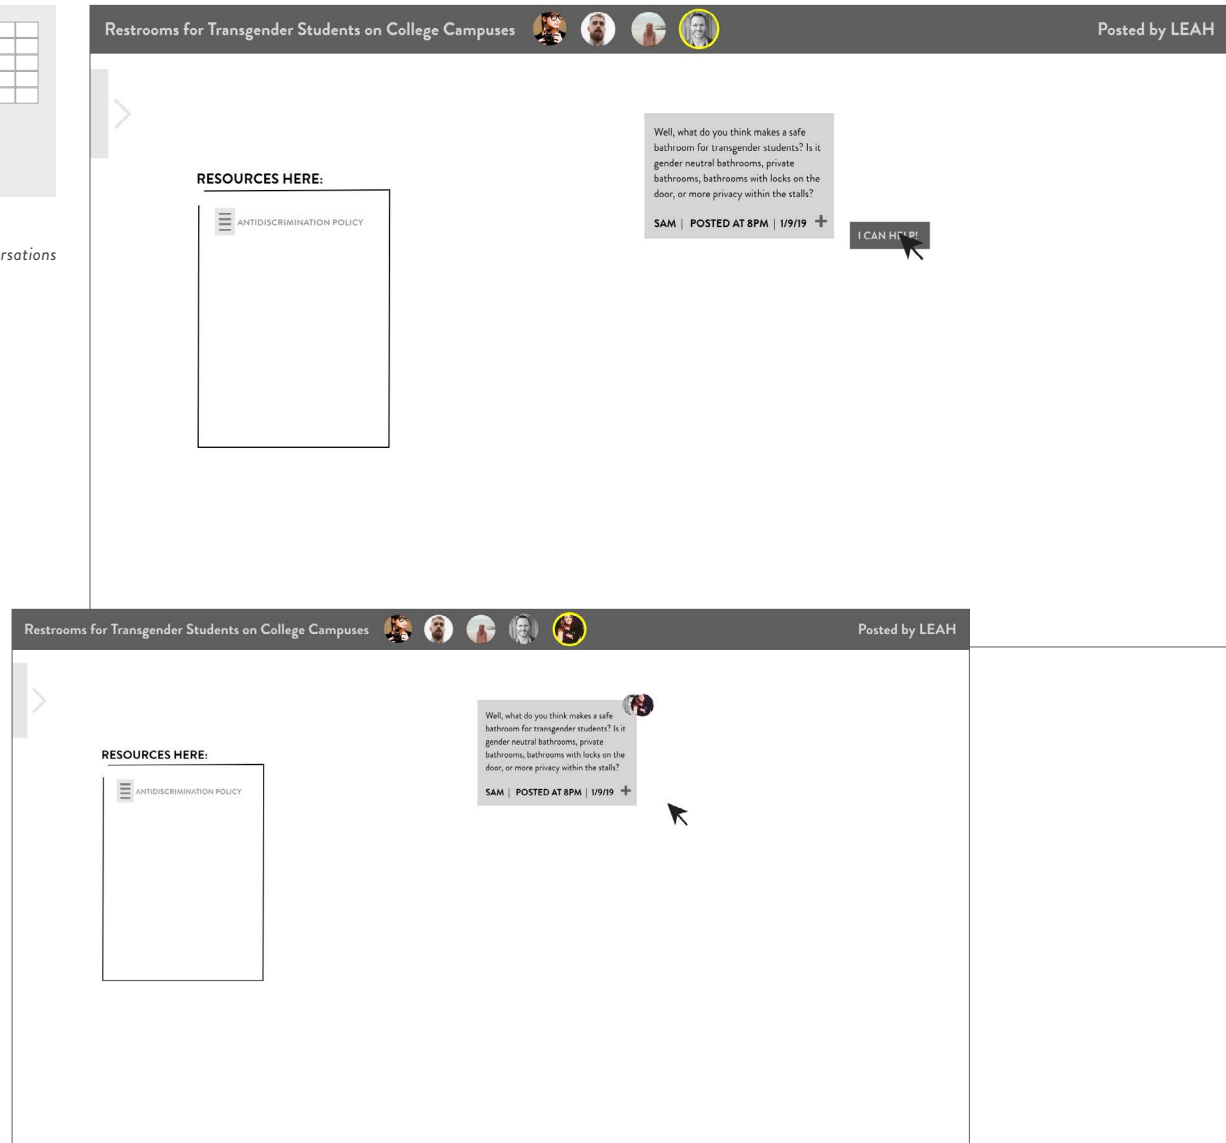 Restrooms for Transgender Students on College Campuses
Posted by LEAH
RESOURCES HERE:
ANTIDISCRIMINATION POLICY
Well, what do you think makes a safe
bathroom for transgender students? Is it
gender neutral bathrooms, private
bathrooms, bathrooms with locks on the
door, or more privacy within the stalls?
SAM | POSTED AT 8PM | 1/9/19 +
I CAN HELP!
rsations
Restrooms for Transgender Students on College Campuses
Posted by LEAH
RESOURCES HERE:
ANTIDISCRIMINATION POLICY
Well, what do you think makes a safe
bathroom for transgender students? Is it
gender neutral bathrooms, private
bathrooms, bathrooms with locks on the
door, or more privacy within the stalls?
SAM | POSTED AT 8PM | 1/9/19 +